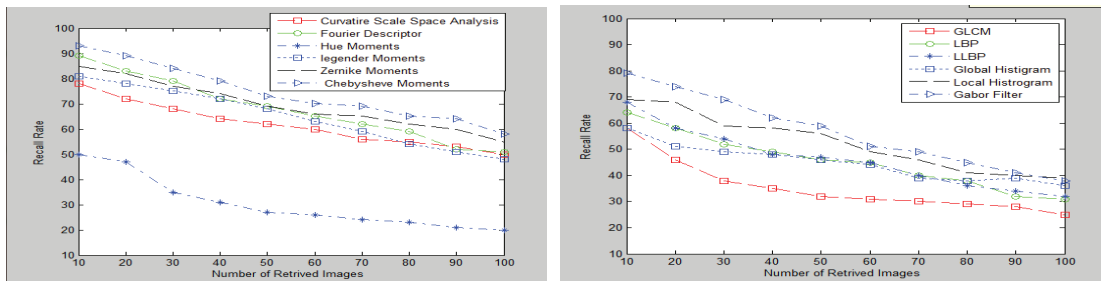 100
90
80
70
60
50
40
30
20
10
Recall Rate
Curvatire Scale Space Analysis
Fourier Descriptor
Hue Moments
legender Moments
Zernike Moments
Chebysheve Moments
10 20 30 40 50 60 70 80 90 100
Number of Retrived Images
100
90
80
70
60
50
40
30
20
10
Recall Rate
GLCM
LBP
LLBP
Global Histigram
Local Histrogram
Gabor Filter
10 20 30 40 50 60 70 80 90 100
Number of Retrived Images